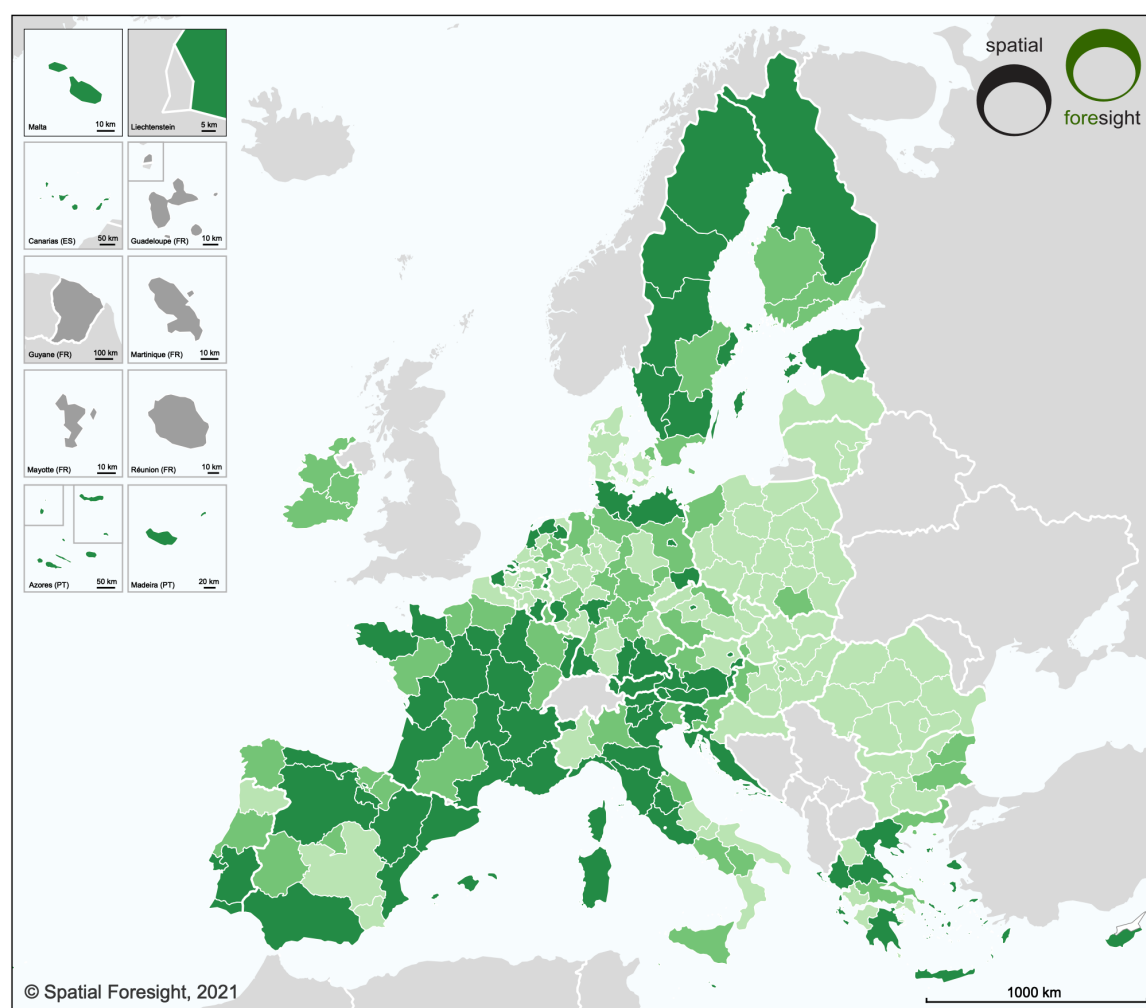 spatial
foresight
Malta
10 km
Liechtenstein
5 km
Canarias (ES)
50 km
Guadeloupe (FR)
10 km
Guyane (FR)
100 km
Martinique (FR)
10 km
Mayotte (FR)
10 km
Réunion (FR)
10 km
Azores (PT)
50 km
Madeira (PT)
20 km
© Spatial Foresight, 2021
1000 km